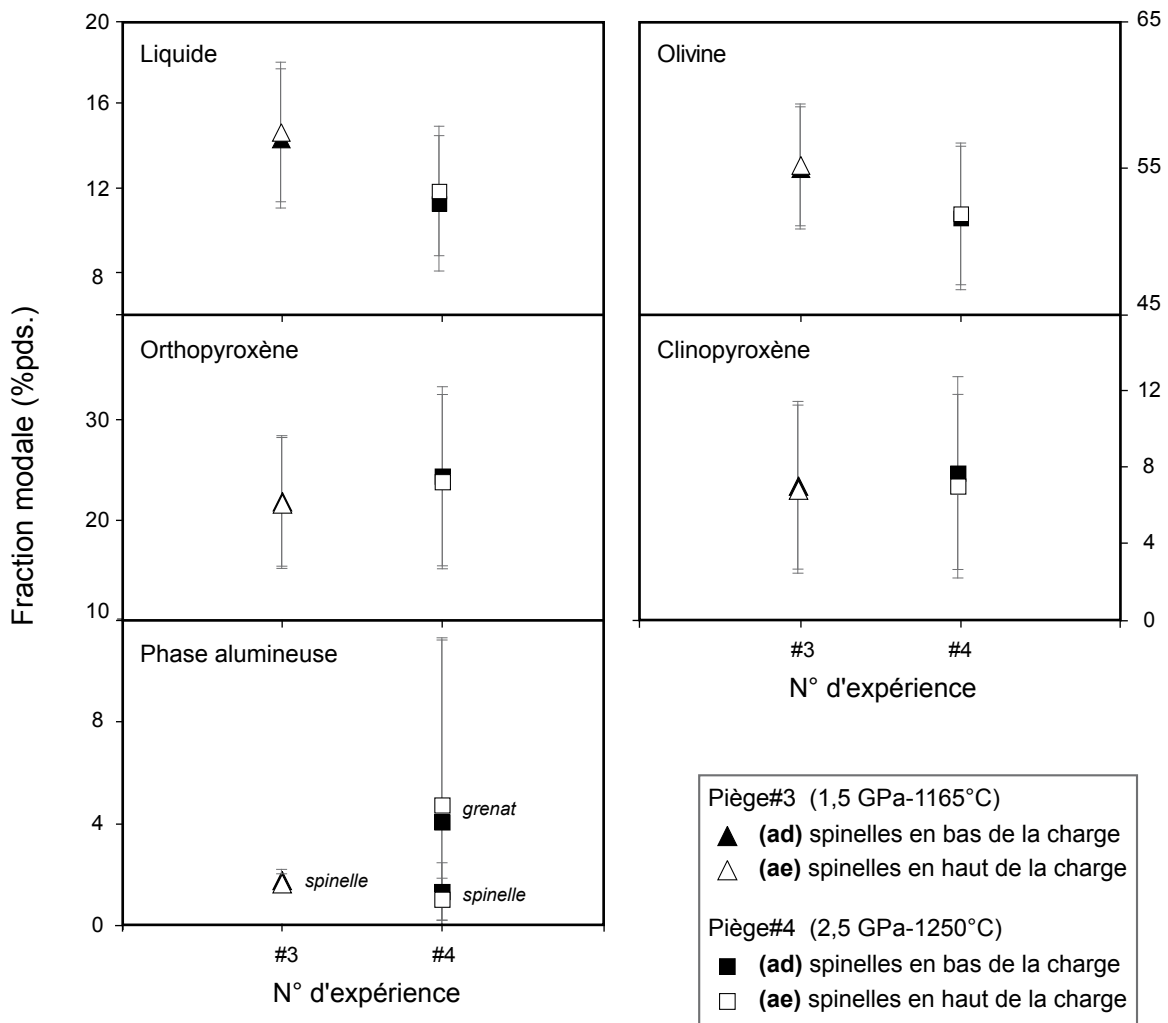 Fraction modale (%pds.)
Liquide
20
16
12
8
Olivine
65
55
45
Orthopyroxène
30
20
10
Clinopyroxène
12
8
4
0
#3
#4
N° d'expérience
Phase alumineuse
8
4
0
spinelle
grenat
spinelle
#3
#4
N° d'expérience
Piège#3 (1,5 GPa-1165°C)
(ad) spinelles en bas de la charge
(ae) spinelles en haut de la charge
Piège#4 (2,5 GPa-1250°C)
(ad) spinelles en bas de la charge
(ae) spinelles en haut de la charge